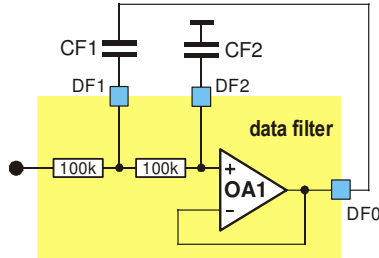 CF1
CF2
DF1
DF2
data filter
100k
100k
+
OA1
−
DF0